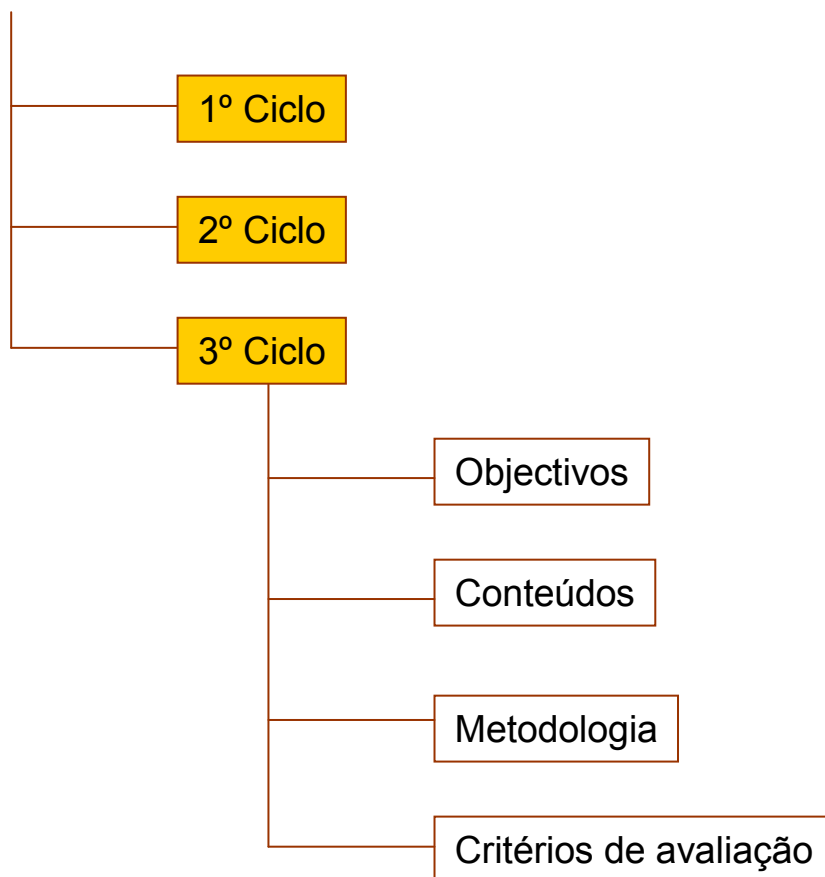 1º Ciclo
2º Ciclo
3º Ciclo
Objectivos
Conteúdos
Metodologia
Critérios de avaliação